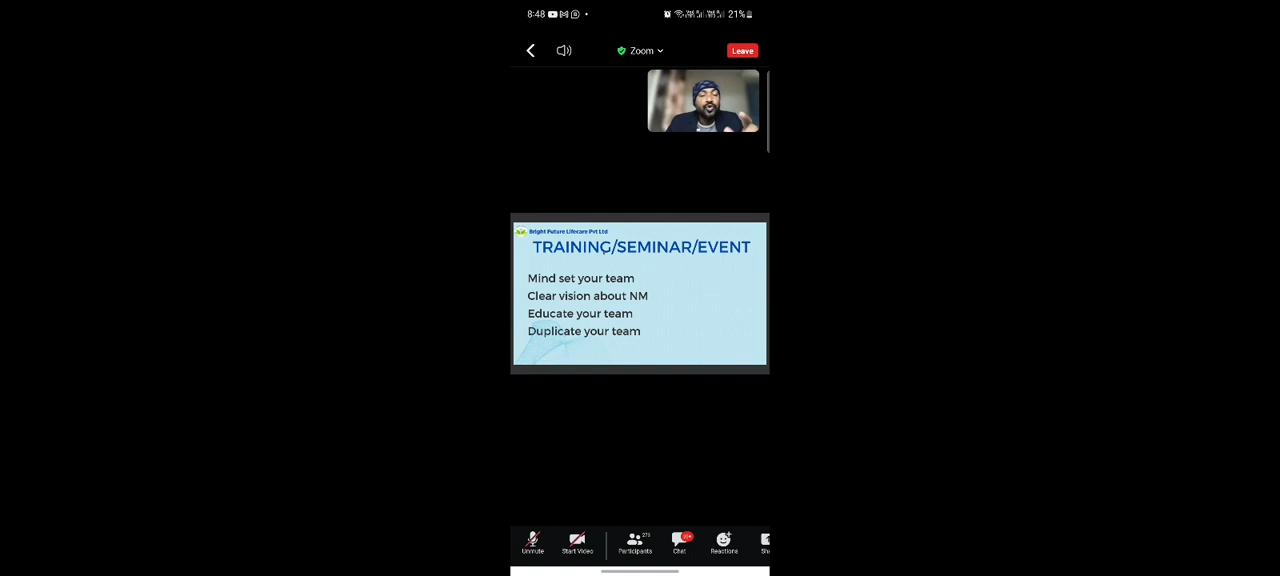 8:48
21%
Zoom
Leave
Bright Future Lifecare Pvt Ltd
TRAINING/SEMINAR/EVENT
Mind set your team
Clear vision about NM
Educate your team
Duplicate your team
Unmute
Start Video
Participants
Chat
Reactions